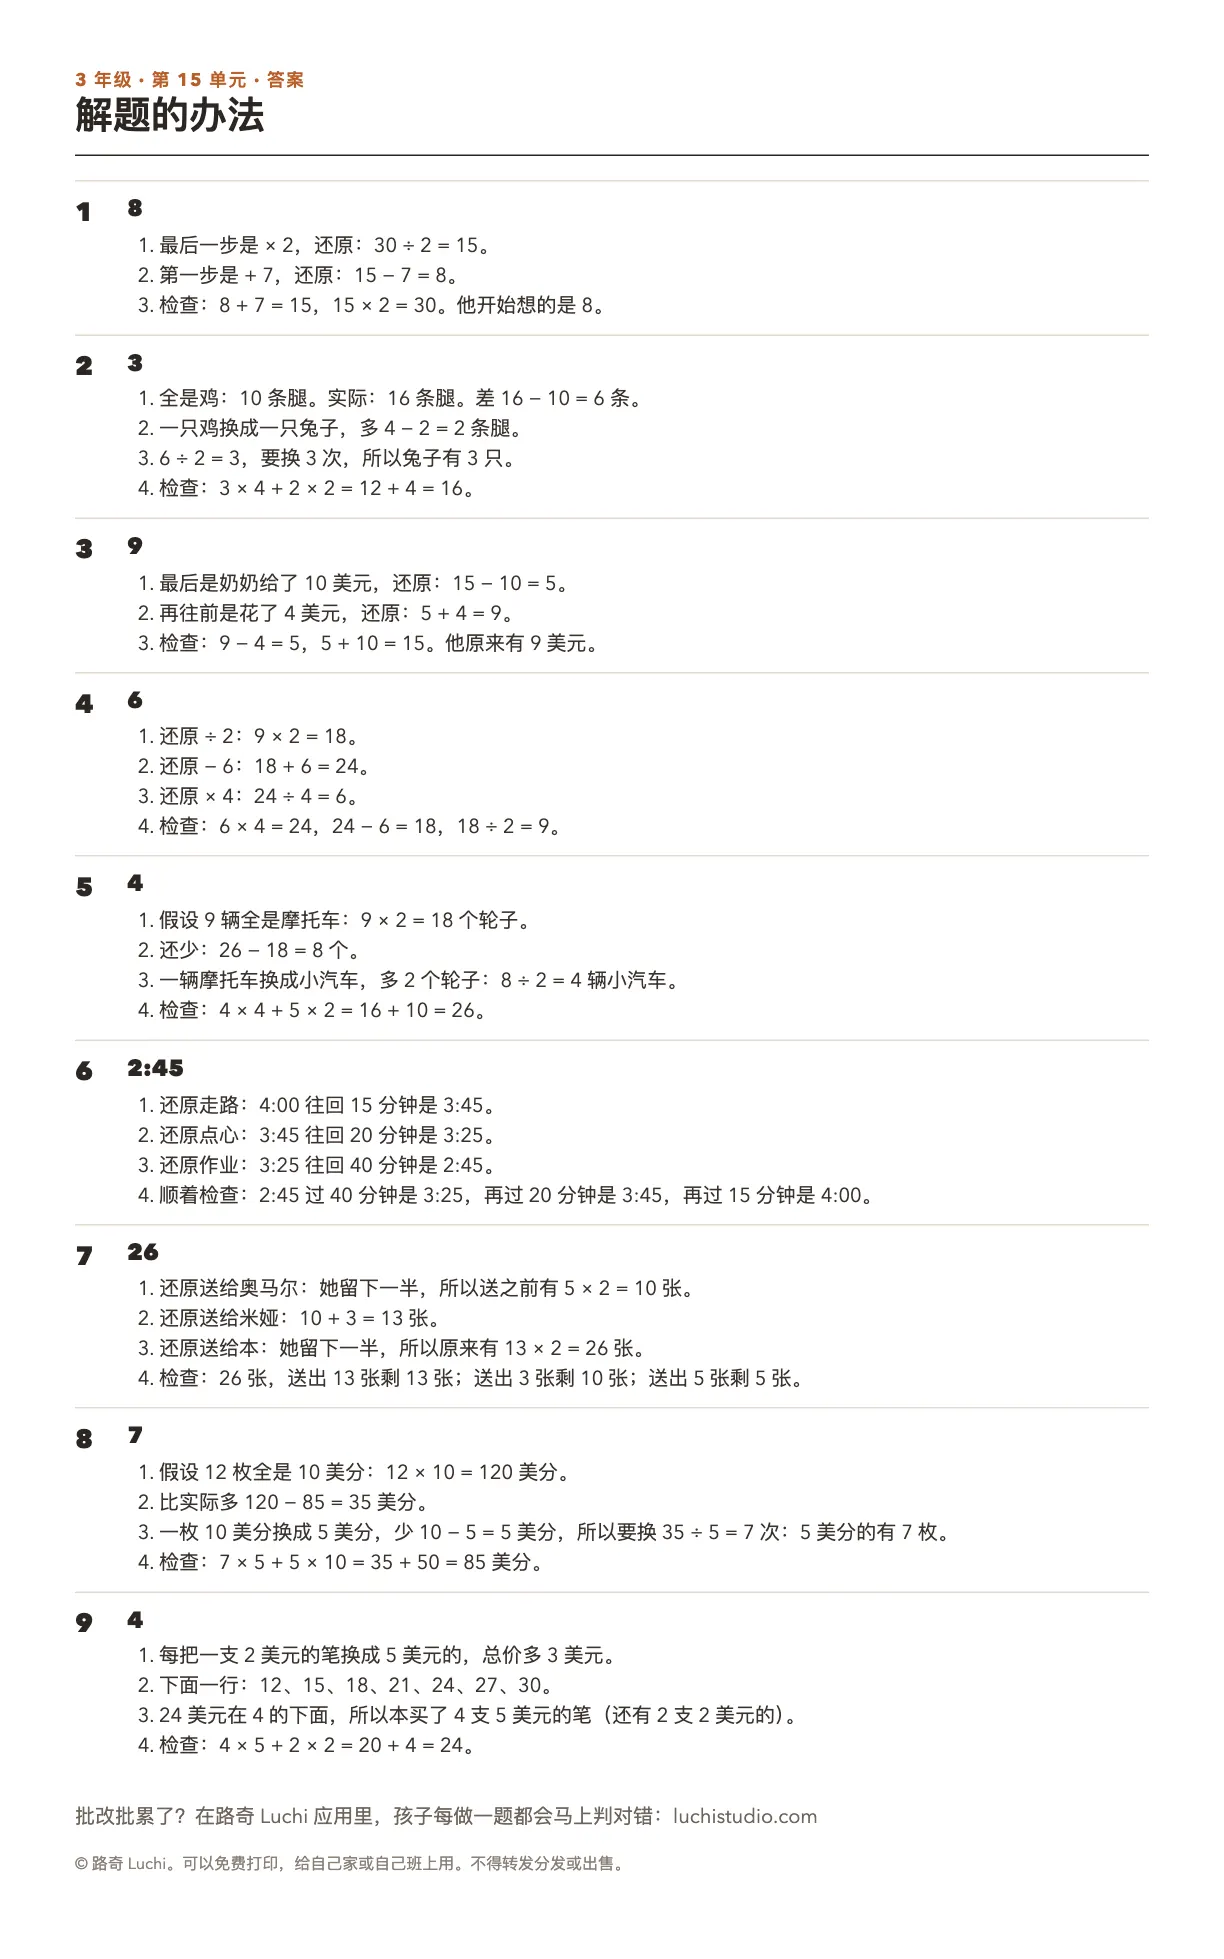 3 年级 · 第 15 单元 · 答案
解题的办法
1 8
1. 最后一步是 × 2，还原：30 ÷ 2 = 15。
2. 第一步是 + 7，还原：15 − 7 = 8。
3. 检查：8 + 7 = 15，15 × 2 = 30。他开始想的是 8。
2 3
1. 全是鸡：10 条腿。实际：16 条腿。差 16 − 10 = 6 条。
2. 一只鸡换成一只兔子，多 4 − 2 = 2 条腿。
3. 6 ÷ 2 = 3，要换 3 次，所以兔子有 3 只。
4. 检查：3 × 4 + 2 × 2 = 12 + 4 = 16。
3 9
1. 最后是奶奶给了 10 美元，还原：15 − 10 = 5。
2. 再往前是花了 4 美元，还原：5 + 4 = 9。
3. 检查：9 − 4 = 5，5 + 10 = 15。他原来有 9 美元。
4 6
1. 还原 ÷ 2：9 × 2 = 18。
2. 还原 − 6：18 + 6 = 24。
3. 还原 × 4：24 ÷ 4 = 6。
4. 检查：6 × 4 = 24，24 − 6 = 18，18 ÷ 2 = 9。
5 4
1. 假设 9 辆全是摩托车：9 × 2 = 18 个轮子。
2. 还少：26 − 18 = 8 个。
3. 一辆摩托车换成小汽车，多 2 个轮子：8 ÷ 2 = 4 辆小汽车。
4. 检查：4 × 4 + 5 × 2 = 16 + 10 = 26。
6 2:45
1. 还原走路：4:00 往回 15 分钟是 3:45。
2. 还原点心：3:45 往回 20 分钟是 3:25。
3. 还原作业：3:25 往回 40 分钟是 2:45。
4. 顺着检查：2:45 过 40 分钟是 3:25，再过 20 分钟是 3:45，再过 15 分钟是 4:00。
7 26
1. 还原送给奥马尔：她留下一半，所以送之前有 5 × 2 = 10 张。
2. 还原送给米娅：10 + 3 = 13 张。
3. 还原送给本：她留下一半，所以原来有 13 × 2 = 26 张。
4. 检查：26 张，送出 13 张剩 13 张；送出 3 张剩 10 张；送出 5 张剩 5 张。
8 7
1. 假设 12 枚全是 10 美分：12 × 10 = 120 美分。
2. 比实际多 120 − 85 = 35 美分。
3. 一枚 10 美分换成 5 美分，少 10 − 5 = 5 美分，所以要换 35 ÷ 5 = 7 次：5 美分的有 7 枚。
4. 检查：7 × 5 + 5 × 10 = 35 + 50 = 85 美分。
9 4
1. 每把一支 2 美元的笔换成 5 美元的，总价多 3 美元。
2. 下面一行：12、15、18、21、24、27、30。
3. 24 美元在 4 的下面，所以本买了 4 支 5 美元的笔（还有 2 支 2 美元的）。
4. 检查：4 × 5 + 2 × 2 = 20 + 4 = 24。
批改批累了？在路奇 Luchi 应用里，孩子每做一题都会马上判对错：luchistudio.com
© 路奇 Luchi。可以免费打印，给自己家或自己班上用。不得转发分发或出售。